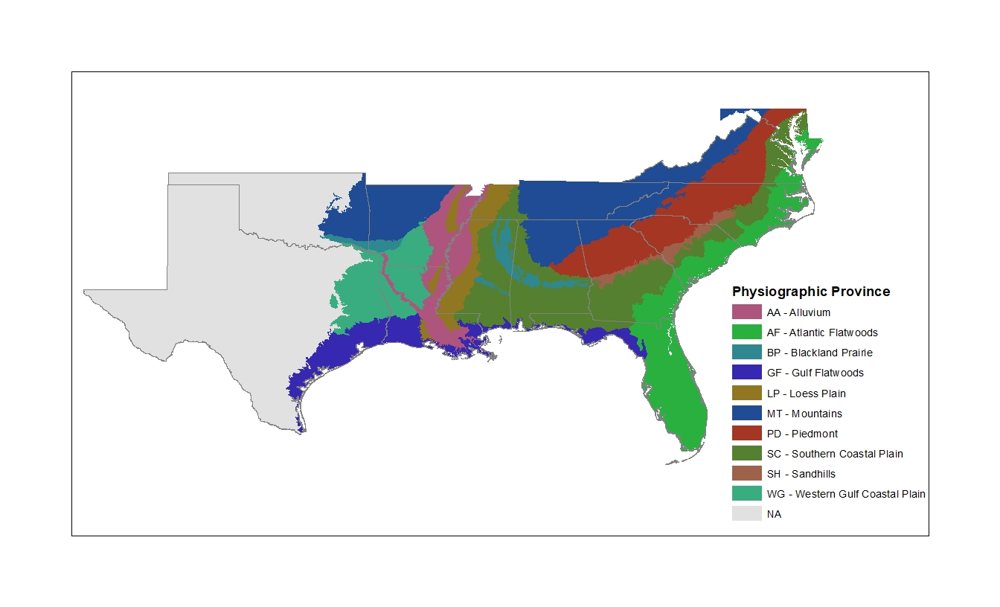 Physiographic Province
AA - Alluvium
AF - Atlantic Flatwoods
BP - Blackland Prairie
GF - Gulf Flatwoods
LP - Loess Plain
MT - Mountains
PD - Piedmont
SC - Southern Coastal Plain
SH - Sandhills
WG - Western Gulf Coastal Plain
NA